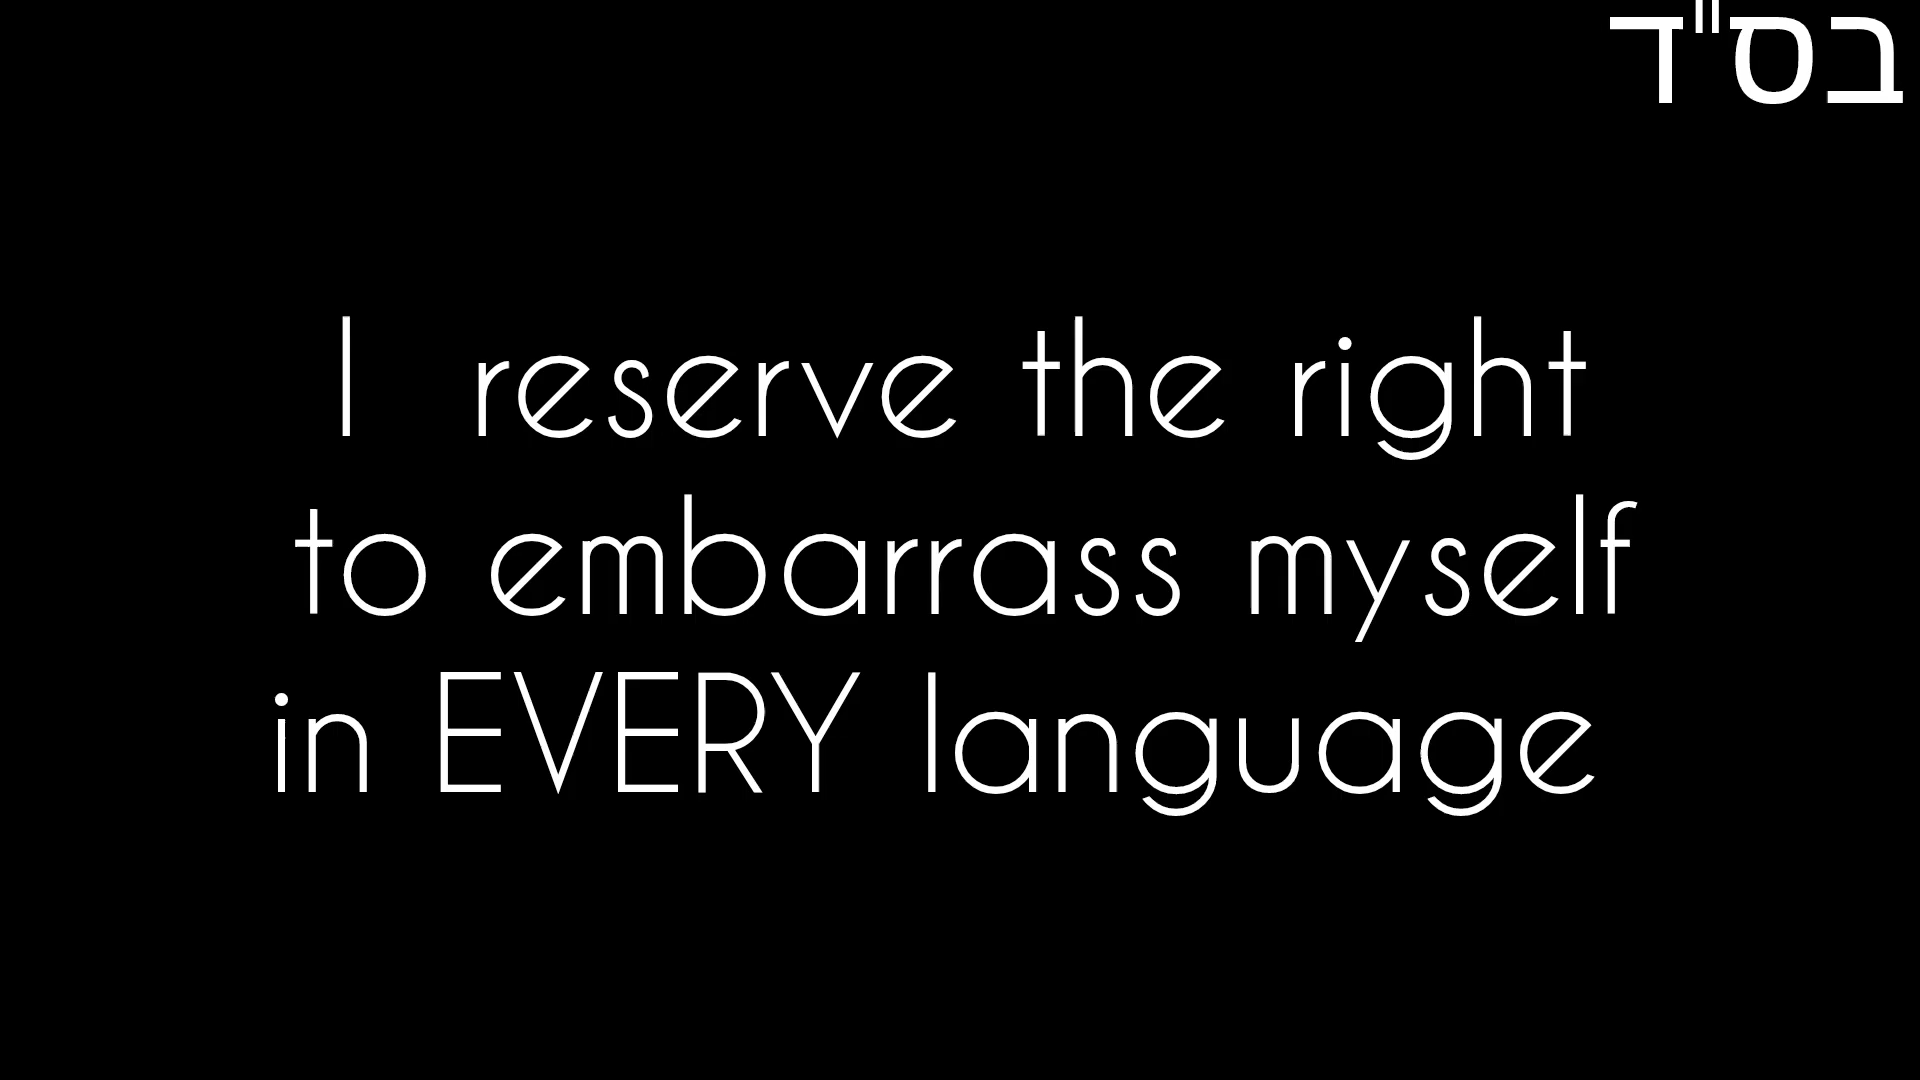 בס"ד
I reserve the right
to embarrass myself
in EVERY language